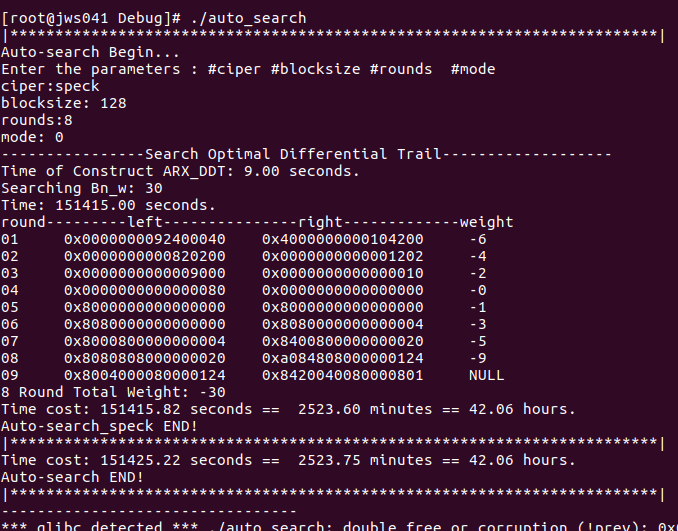 [root@jws041 Debug]# ./auto_search
|************************************************************************|
Auto-search Begin...
Enter the parameters : #ciper #blocksize #rounds  #mode
ciper:speck
blocksize: 128
rounds:8
mode: 0
----------------Search Optimal Differential Trail-------------------
Time of Construct ARX_DDT: 9.00 seconds.
Searching Bn_w: 30
Time: 151415.00 seconds.
round---------left---------------right-------------weight
01     0x0000000092400040    0x4000000000104200     -6
02     0x0000000000820200    0x0000000000001202     -4
03     0x0000000000009000    0x0000000000000010     -2
04     0x0000000000000080    0x0000000000000000     -0
05     0x8000000000000000    0x8000000000000000     -1
06     0x8080000000000000    0x8080000000000004     -3
07     0x8000800000000004    0x8400800000000020     -5
08     0x8080808000000020    0xa084808000000124     -9
09     0x8004000080000124    0x8420040080000801     NULL
8 Round Total Weight: -30
Time cost: 151415.82 seconds ==  2523.60 minutes == 42.06 hours.
Auto-search_speck END!
|************************************************************************|
Time cost: 151425.22 seconds ==  2523.75 minutes == 42.06 hours.
Auto-search END!
|************************************************************************|
---------------------------------
*** glibc detected *** ./auto_search: double free or corruption (!prev):